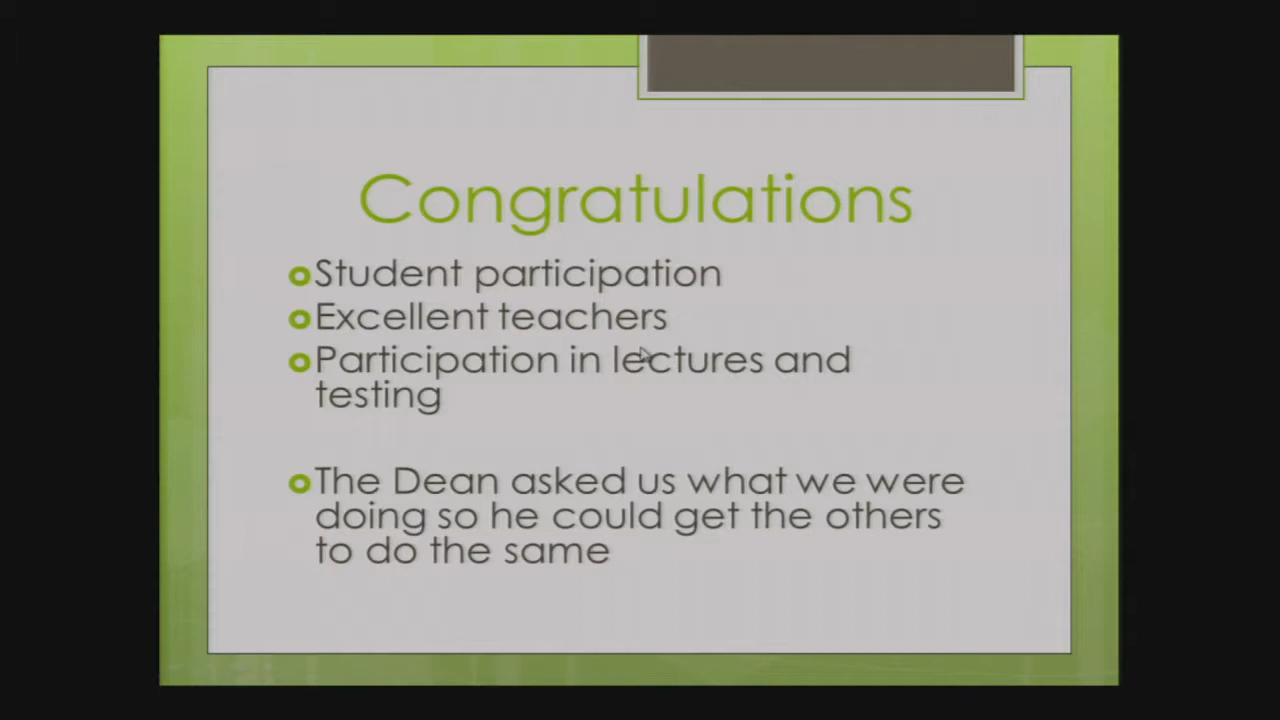 Congratulations
Student participation
Excellent teachers
Participation in lectures and
testing
The Dean asked us what we were
doing so he could get the others
to do the same